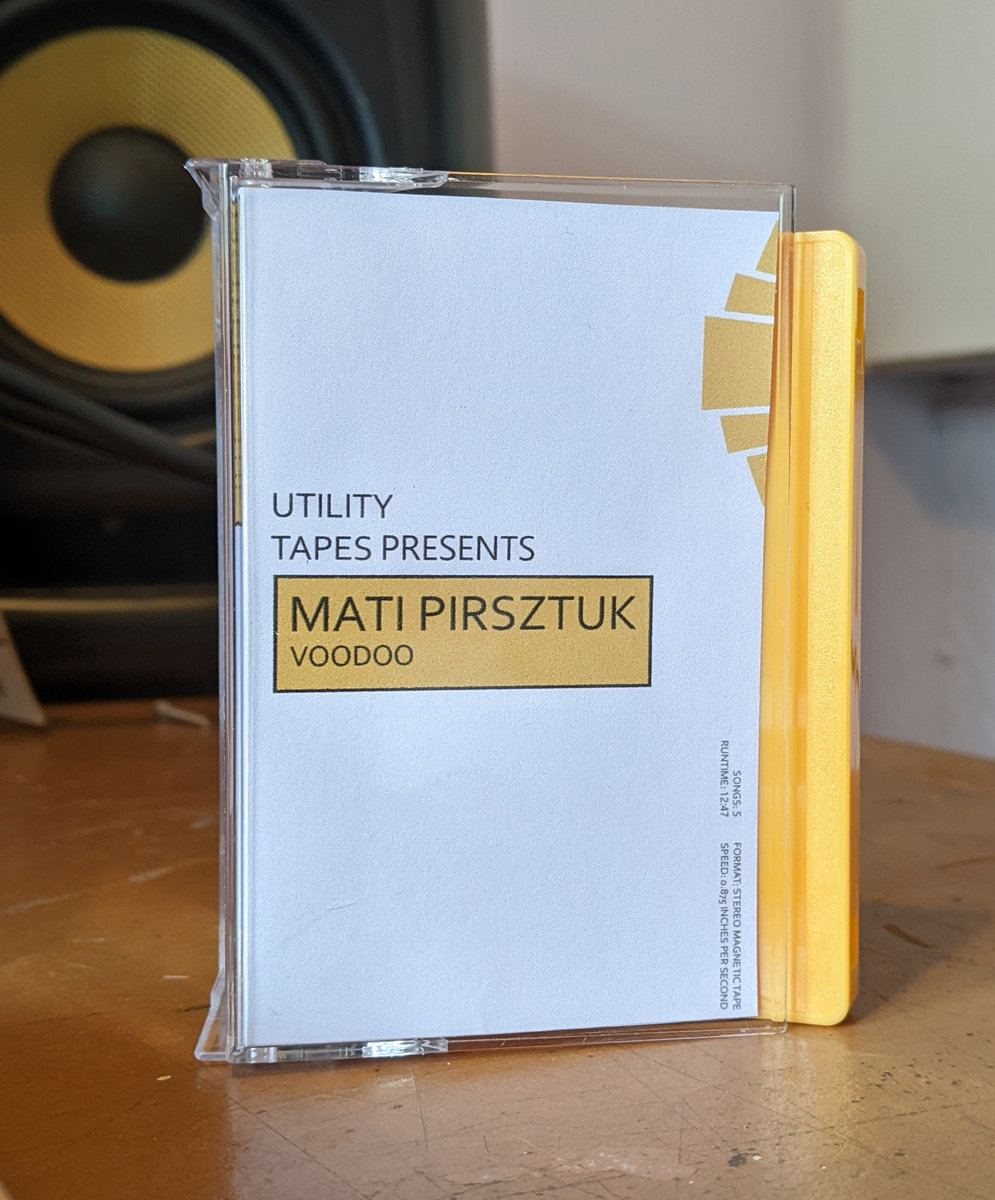 UTILITY
TAPES PRESENTS
MATI PIRSZTUK
VOODOO
SONGS: 5
RUNTIME: 12:47
FORMAT: STEREO MAGNETIC TAPE
SPEED: 0.875 INCHES PER SECOND